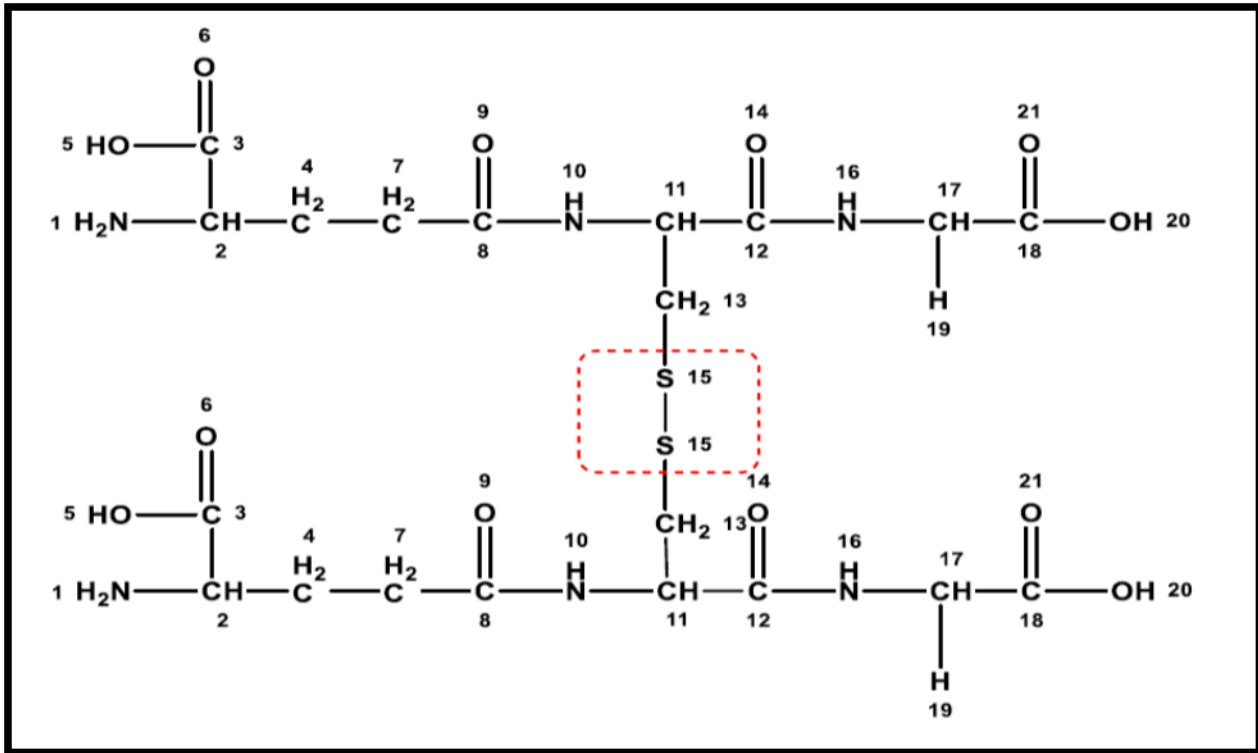 6
O
9 14 21
5 HO C 3 O O O
4 7 10 11 16 17
H2 H2 H H
1 H2N CH C C C N CH C N CH C OH 20
2 8 12 18
CH2 13 H
19
S 15
6
O S 15
9 14 21
5 HO C 3 O CH2 13 O O
4 7 10 16 17
H2 H2 H H
1 H2N CH C C C N CH C N CH C OH 20
2 8 11 12 18
H
19